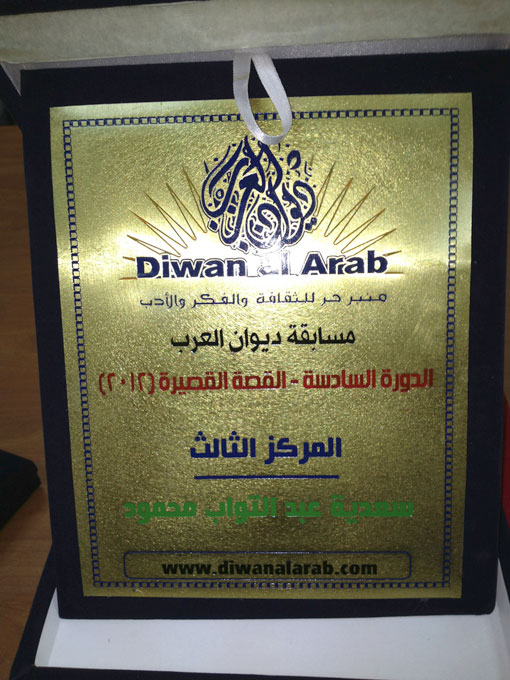 ديوان العرب
Diwan al Arab
منبر حر للثقافة والفكر والأدب
مسابقة ديوان العرب
الدورة السادسة - القصة القصيرة (٢٠١٢)
المركز الثالث
سعدية عبد التواب محمود
www.diwanalarab.com